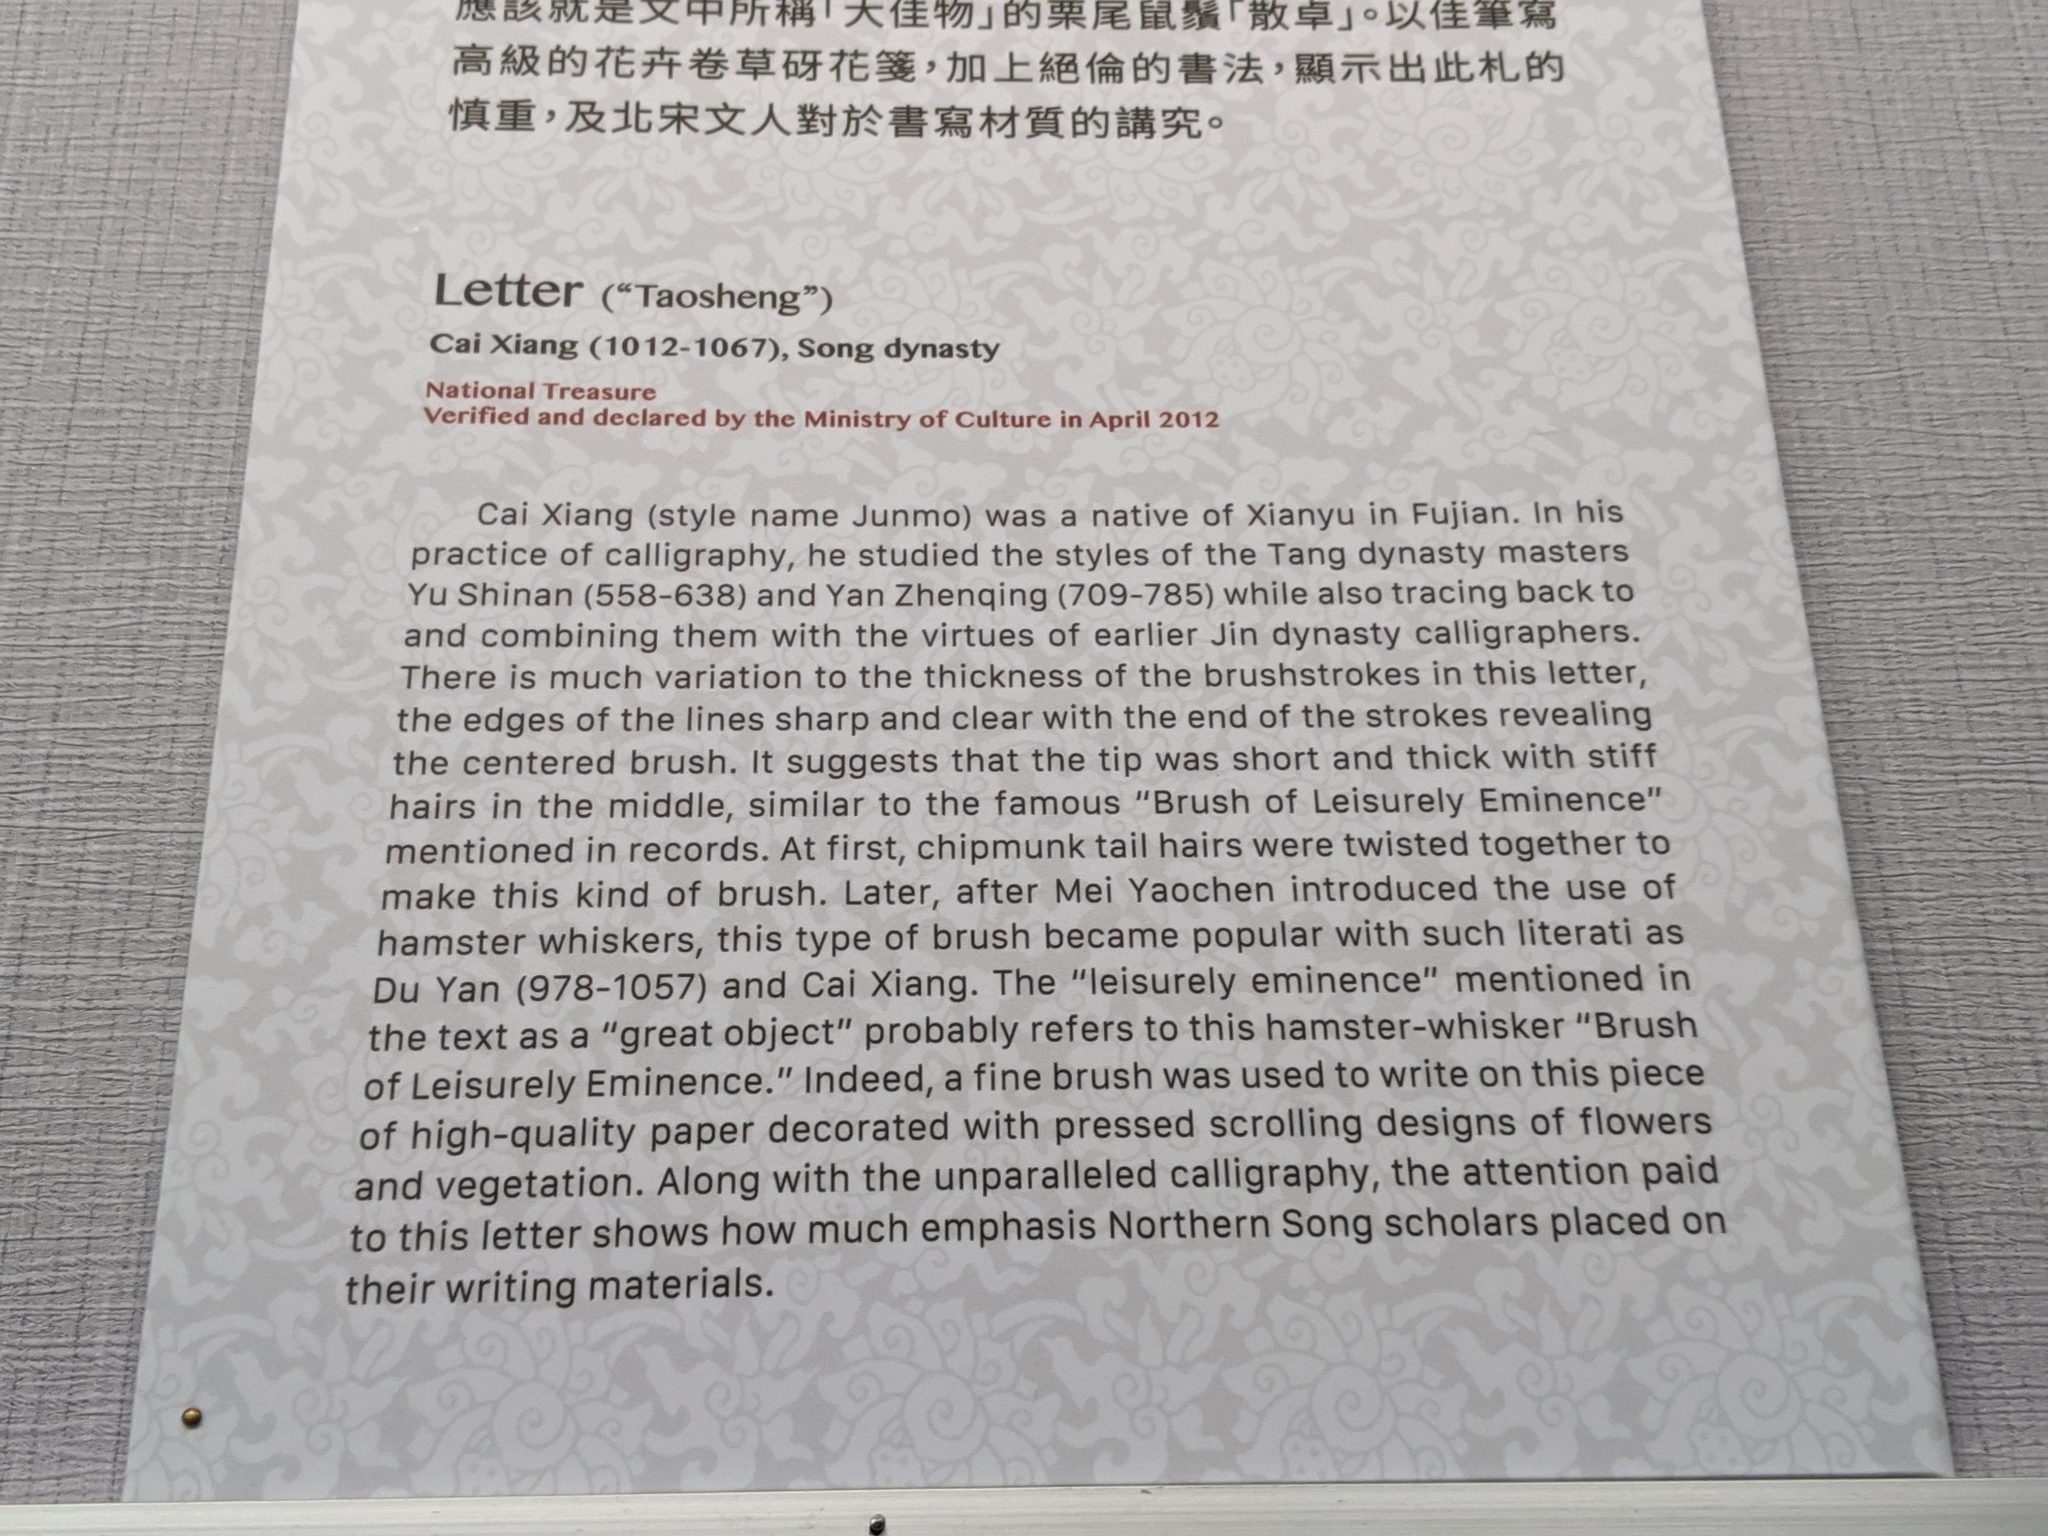 應該就是文中所稱「大佳物」的栗尾鼠鬚「散卓」。以佳筆寫
高級的花卉卷草砑花箋，加上絕倫的書法，顯示出此札的
慎重，及北宋文人對於書寫材質的講究。
Letter (“Taosheng”)
Cai Xiang (1012-1067), Song dynasty
National Treasure
Verified and declared by the Ministry of Culture in April 2012
Cai Xiang (style name Junmo) was a native of Xianyu in Fujian. In his
practice of calligraphy, he studied the styles of the Tang dynasty masters
Yu Shinan (558-638) and Yan Zhenqing (709-785) while also tracing back to
and combining them with the virtues of earlier Jin dynasty calligraphers.
There is much variation to the thickness of the brushstrokes in this letter,
the edges of the lines sharp and clear with the end of the strokes revealing
the centered brush. It suggests that the tip was short and thick with stiff
hairs in the middle, similar to the famous “Brush of Leisurely Eminence”
mentioned in records. At first, chipmunk tail hairs were twisted together to
make this kind of brush. Later, after Mei Yaochen introduced the use of
hamster whiskers, this type of brush became popular with such literati as
Du Yan (978-1057) and Cai Xiang. The “leisurely eminence” mentioned in
the text as a “great object” probably refers to this hamster-whisker “Brush
of Leisurely Eminence.” Indeed, a fine brush was used to write on this piece
of high-quality paper decorated with pressed scrolling designs of flowers
and vegetation. Along with the unparalleled calligraphy, the attention paid
to this letter shows how much emphasis Northern Song scholars placed on
their writing materials.